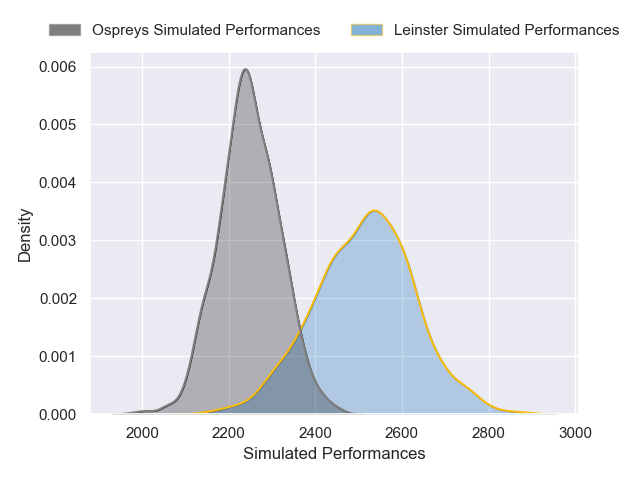 Ospreys Simulated Performances Leinster Simulated Performances
0.006
0.005
0.004
0.003
0.002
0.001
0.000
Density
2000 2200 2400 2600 2800 3000
Simulated Performances